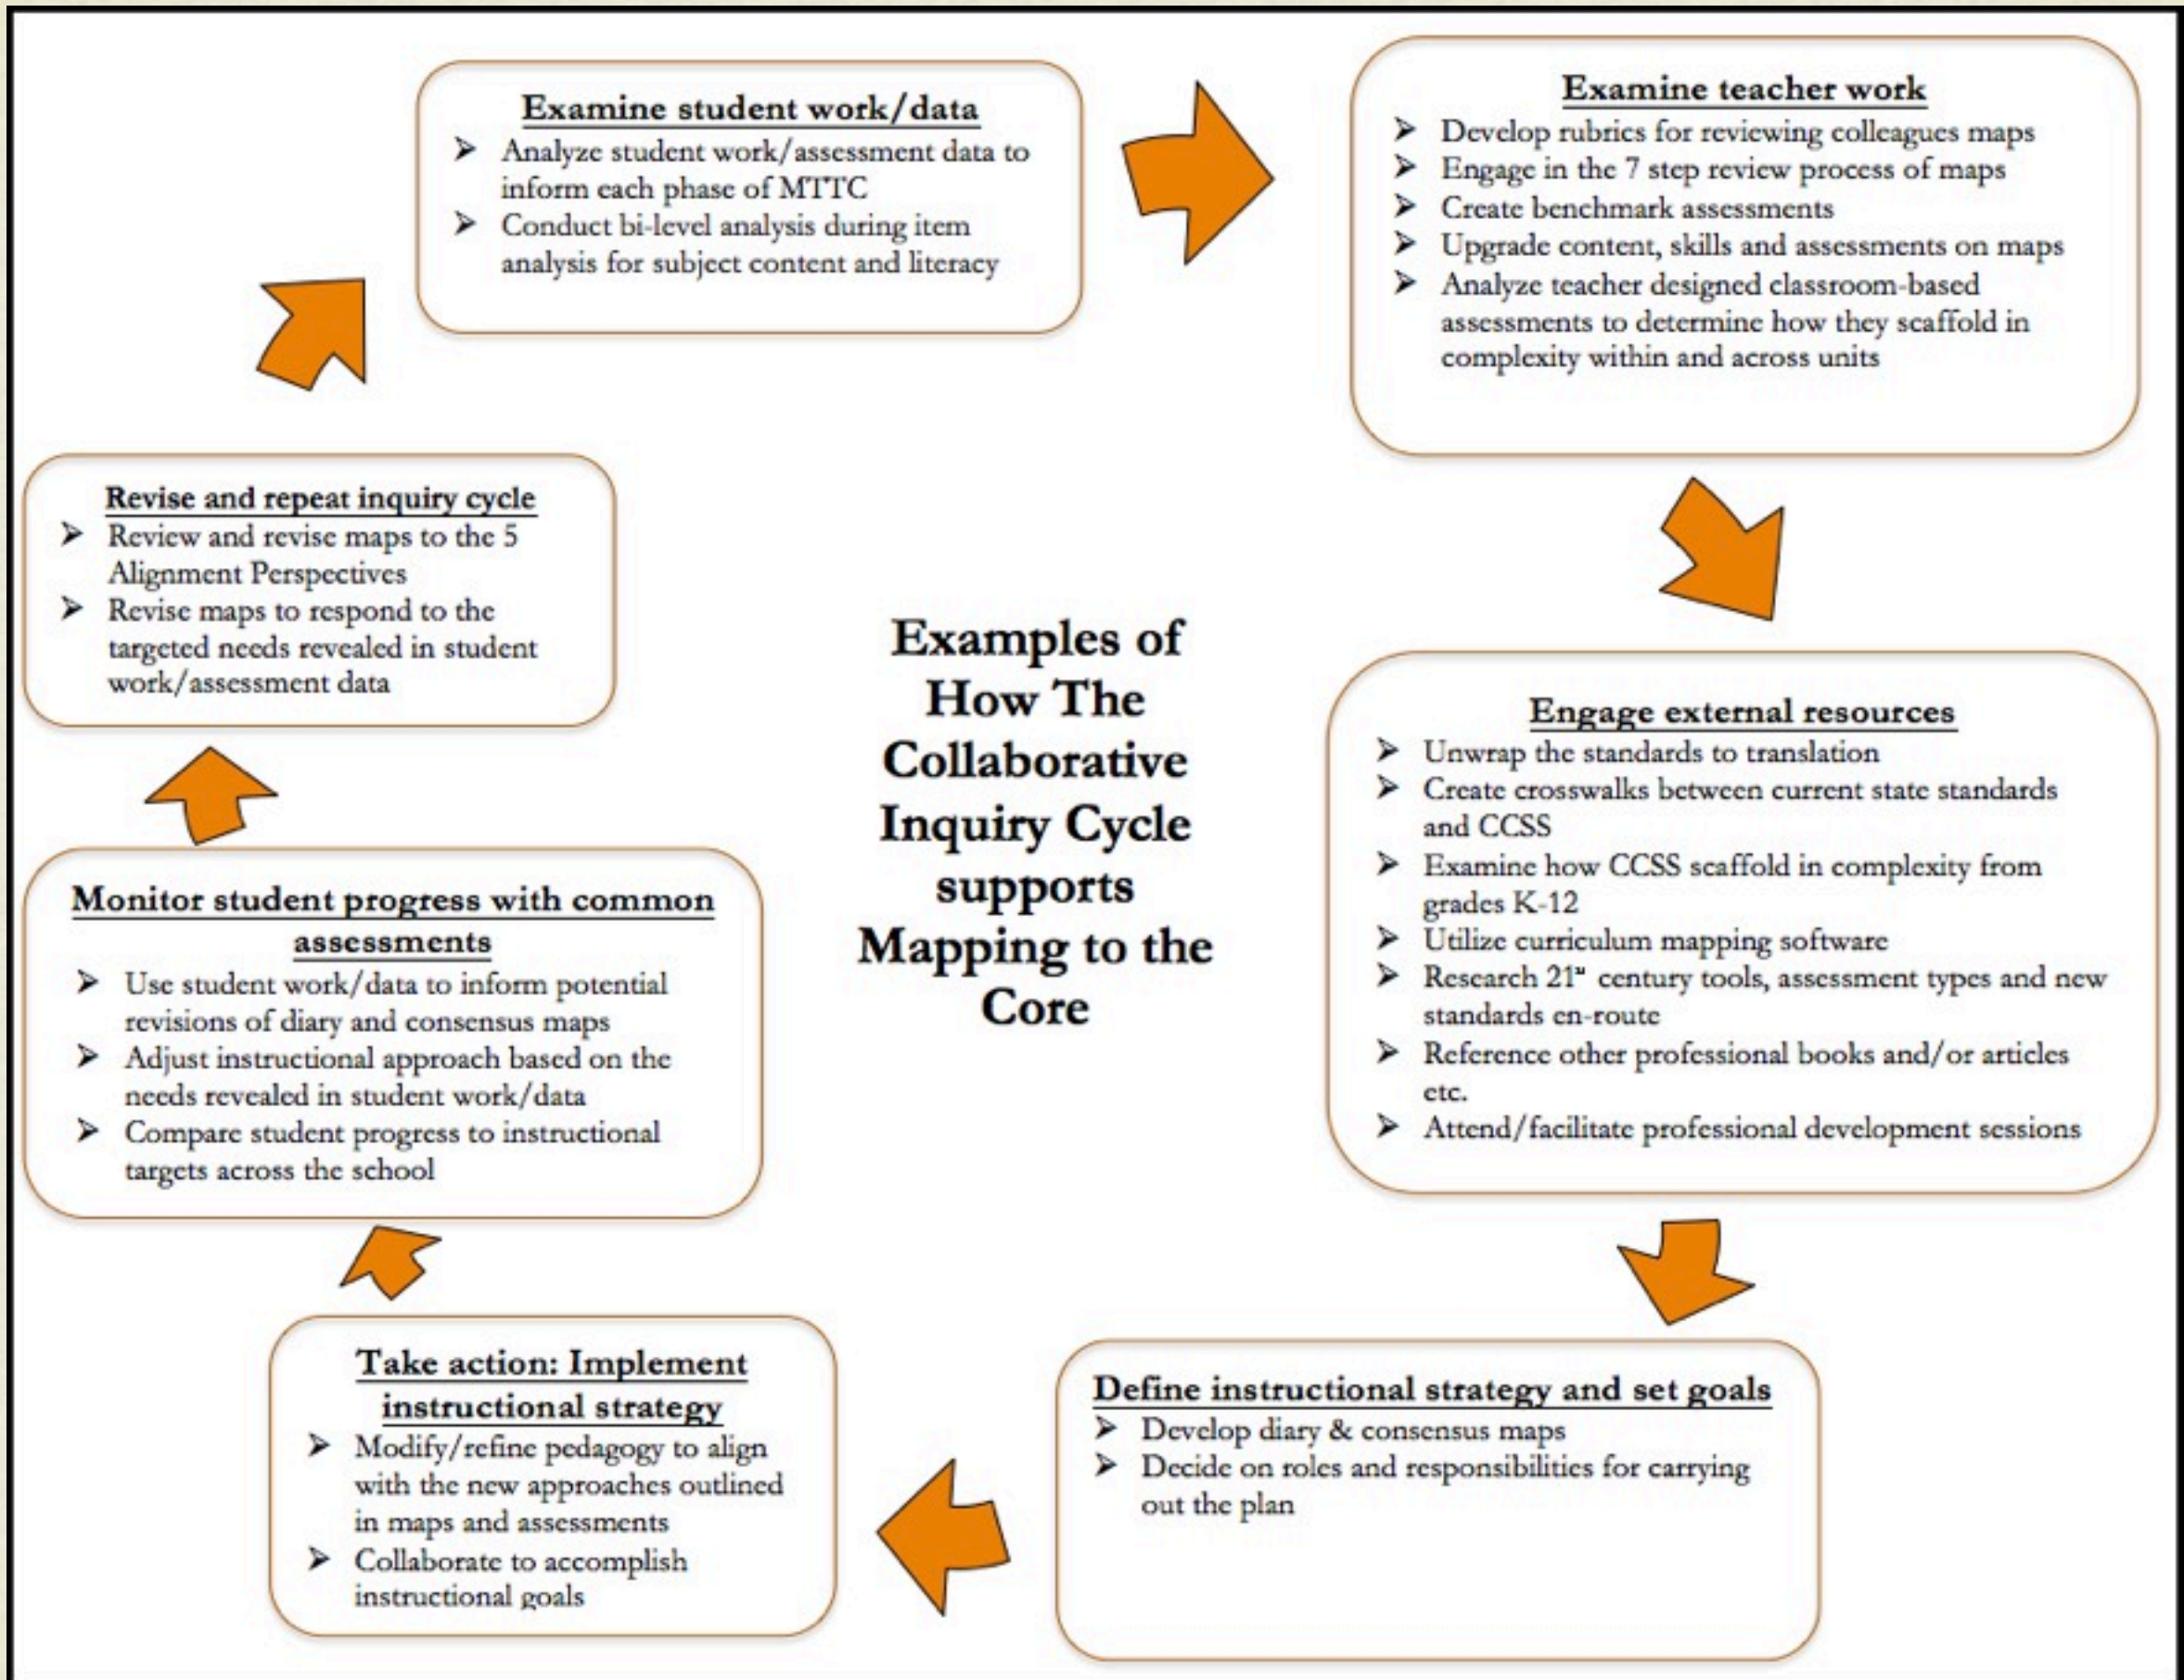 Examine student work/data
➢ Analyze student work/assessment data to
inform each phase of MTTC
➢ Conduct bi-level analysis during item
analysis for subject content and literacy
Examine teacher work
➢ Develop rubrics for reviewing colleagues maps
➢ Engage in the 7 step review process of maps
➢ Create benchmark assessments
➢ Upgrade content, skills and assessments on maps
➢ Analyze teacher designed classroom-based
assessments to determine how they scaffold in
complexity within and across units
Engage external resources
➢ Unwrap the standards to translation
➢ Create crosswalks between current state standards
and CCSS
➢ Examine how CCSS scaffold in complexity from
grades K-12
➢ Utilize curriculum mapping software
➢ Research 21st century tools, assessment types and new
standards en-route
➢ Reference other professional books and/or articles
etc.
➢ Attend/facilitate professional development sessions
Define instructional strategy and set goals
➢ Develop diary & consensus maps
➢ Decide on roles and responsibilities for carrying
out the plan
Take action: Implement
instructional strategy
➢ Modify/refine pedagogy to align
with the new approaches outlined
in maps and assessments
➢ Collaborate to accomplish
instructional goals
Monitor student progress with common
assessments
➢ Use student work/data to inform potential
revisions of diary and consensus maps
➢ Adjust instructional approach based on the
needs revealed in student work/data
➢ Compare student progress to instructional
targets across the school
Revise and repeat inquiry cycle
➢ Review and revise maps to the 5
Alignment Perspectives
➢ Revise maps to respond to the
targeted needs revealed in student
work/assessment data
Examples of
How The
Collaborative
Inquiry Cycle
supports
Mapping to the
Core